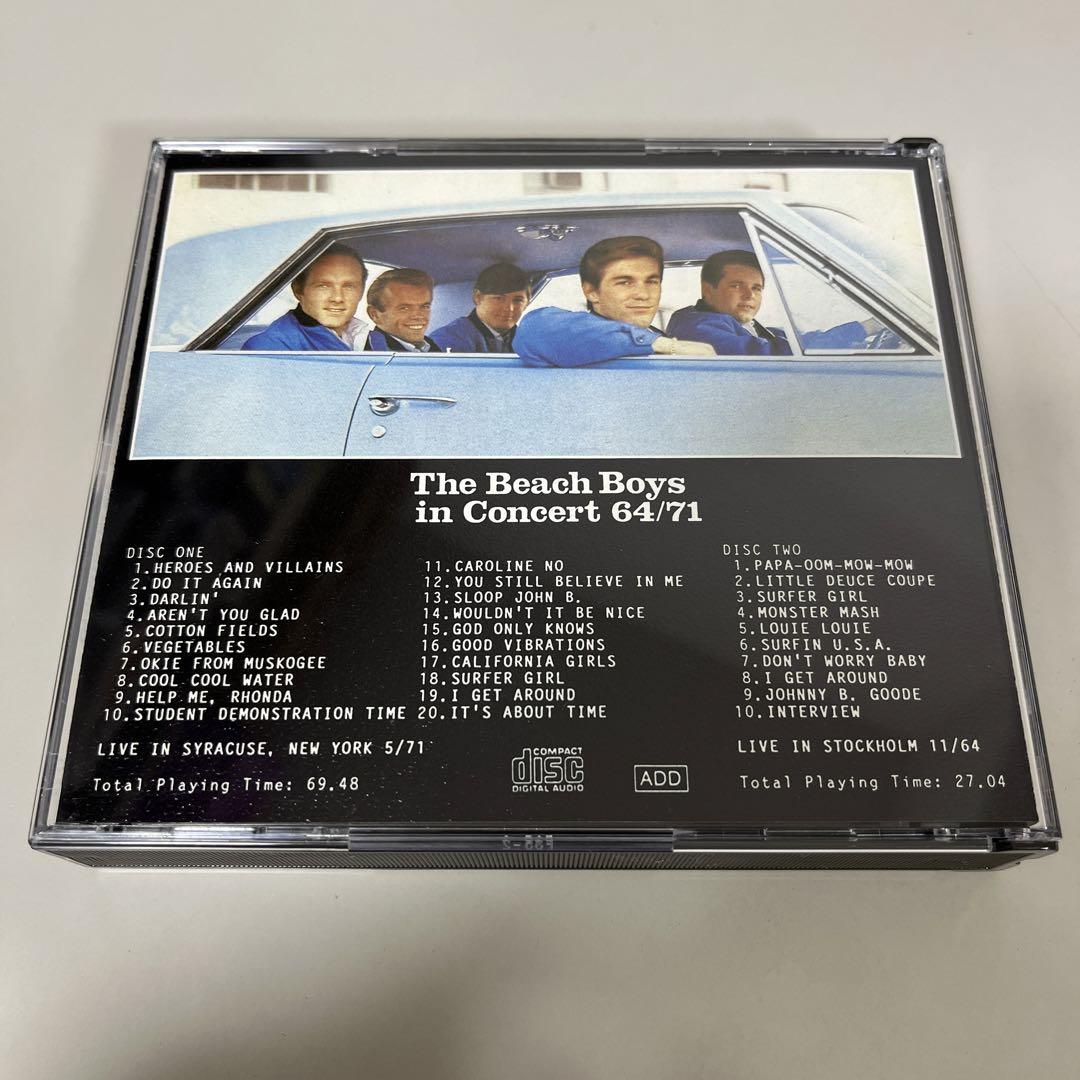 The Beach Boys
in Concert 64/71
DISC ONE
1.HEROES AND VILLAINS
2.DO IT AGAIN
3.DARLIN'
4.AREN'T YOU GLAD
5.COTTON FIELDS
6.VEGETABLES
7.OKIE FROM MUSKOGEE
8.COOL COOL WATER
9.HELP ME, RHONDA
10.STUDENT DEMONSTRATION TIME
11.CAROLINE NO
12.YOU STILL BELIEVE IN ME
13.SLOOP JOHN B.
14.WOULDN'T IT BE NICE
15.GOD ONLY KNOWS
16.GOOD VIBRATIONS
17.CALIFORNIA GIRLS
18.SURFER GIRL
19.I GET AROUND
20.IT'S ABOUT TIME
LIVE IN SYRACUSE, NEW YORK 5/71
Total Playing Time: 69.48
COMPACT
disc
DIGITAL AUDIO
ADD
DISC TWO
1.PAPA-OOM-MOW-MOW
2.LITTLE DEUCE COUPE
3.SURFER GIRL
4.MONSTER MASH
5.LOUIE LOUIE
6.SURFIN U.S.A.
7.DON'T WORRY BABY
8.I GET AROUND
9.JOHNNY B. GOODE
10.INTERVIEW
LIVE IN STOCKHOLM 11/64
Total Playing Time: 27.04